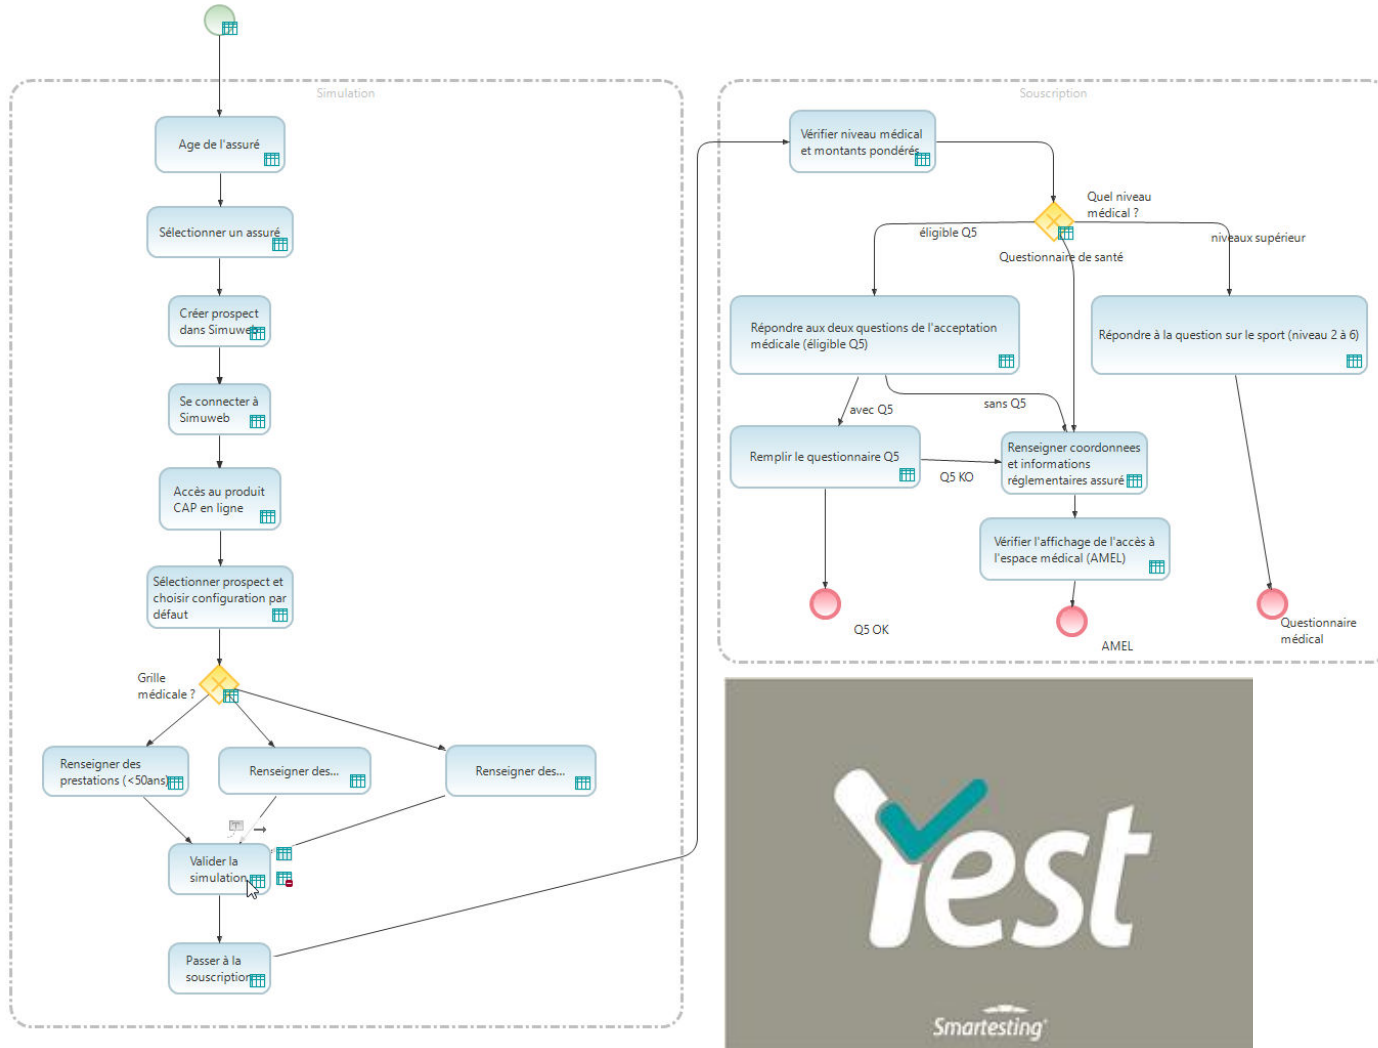 Simulation
Age de l'assuré
Sélectionner un assuré
Créer prospect
dans Simuweb
Se connecter à
Simuweb
Accès au produit
CAP en ligne
Sélectionner prospect et
choisir configuration par
défaut
Grille
médicale ?
Renseigner des
prestations (<50ans)
Renseigner des...
Renseigner des...
Valider la
simulation
Passer à la
souscription
Souscription
Vérifier niveau médical
et montants pondérés
Quel niveau
médical ?
éligible Q5
Questionnaire de santé
niveaux supérieur
Répondre aux deux questions de l'acceptation
médicale (éligible Q5)
Répondre à la question sur le sport (niveau 2 à 6)
avec Q5
sans Q5
Remplir le questionnaire Q5
Q5 KO
Renseigner coordonnees
et informations
réglementaires assuré
Vérifier l'affichage de l'accès à
l'espace médical (AMEL)
Q5 OK
AMEL
Questionnaire
médical
Yest
Smartesting